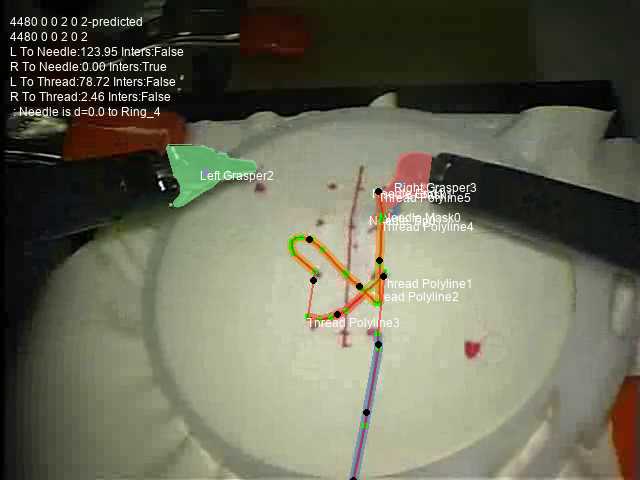 4480 0 0 2 0 2-predicted
4480 0 0 2 0 2
L To Needle:123.95 Inters:False
R To Needle:0.00 Inters:True
L To Thread:78.72 Inters:False
R To Thread:2.46 Inters:False
: Needle is d=0.0 to Ring_4
Left Grasper2
Right Grasper3
Thread Polyline5
Needle Mask0
Thread Polyline4
Thread Polyline1
ead Polyline2
Thread Polyline3